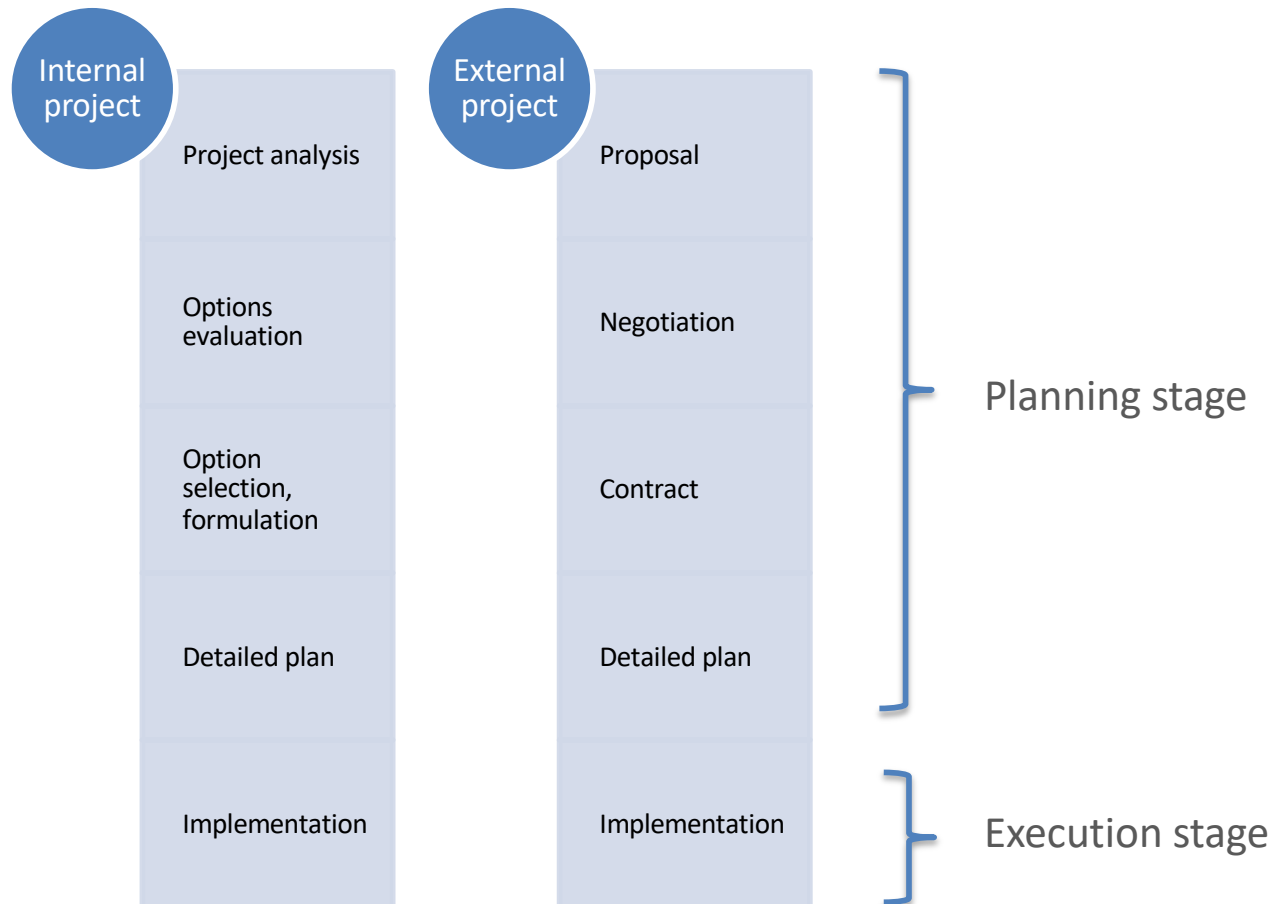 Internal
project
Project analysis
Options
evaluation
Option
selection,
formulation
Detailed plan
Implementation
External
project
Proposal
Negotiation
Contract
Detailed plan
Implementation
Planning stage
Execution stage